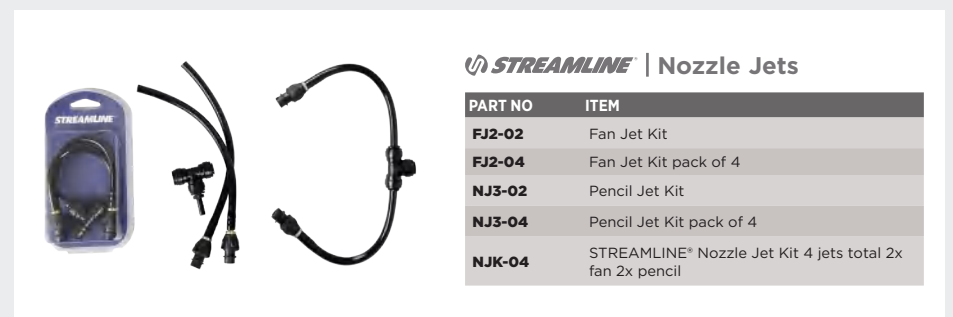 STREAMLINE
STREAMLINE® | Nozzle Jets
PART NO ITEM
FJ2-02 Fan Jet Kit
FJ2-04 Fan Jet Kit pack of 4
NJ3-02 Pencil Jet Kit
NJ3-04 Pencil Jet Kit pack of 4
NJK-04 STREAMLINE® Nozzle Jet Kit 4 jets total 2x
fan 2x pencil